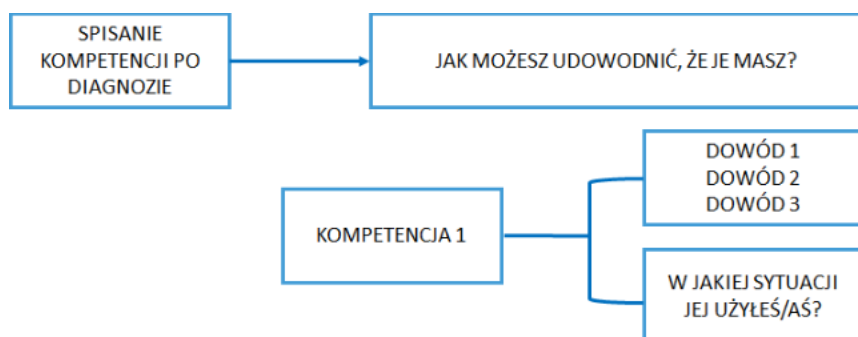 SPISANIE
KOMPETENCJI PO
DIAGNOZIE
JAK MOŻESZ UDOWODNIĆ, ŻE JE MASZ?
KOMPETENCJA 1
DOWÓD 1
DOWÓD 2
DOWÓD 3
W JAKIEJ SYTUACJI
JEJ UŻYŁEŚ/AŚ?